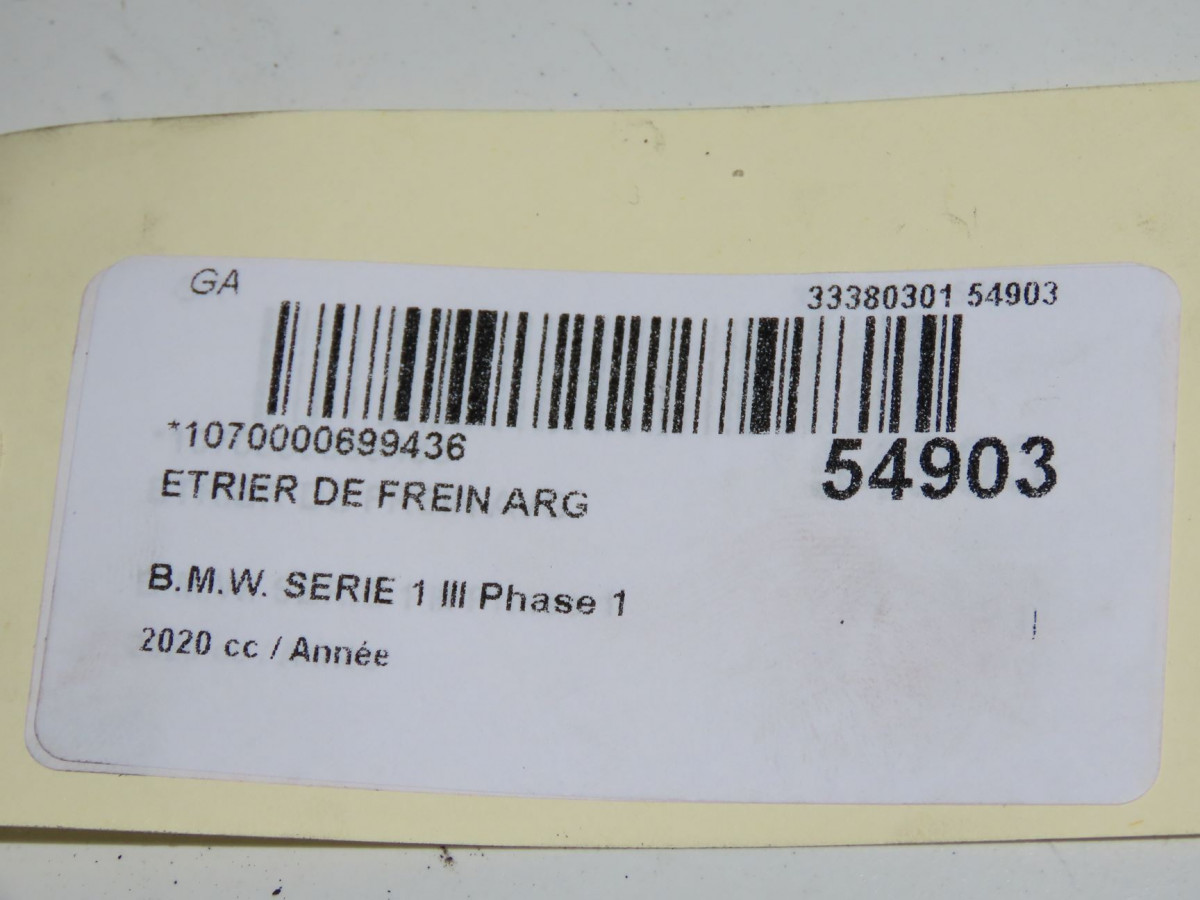 GA
33380301 54903
*1070000699436
54903
ETRIER DE FREIN ARG
B.M.W. SERIE 1 III Phase 1
2020 cc / Année